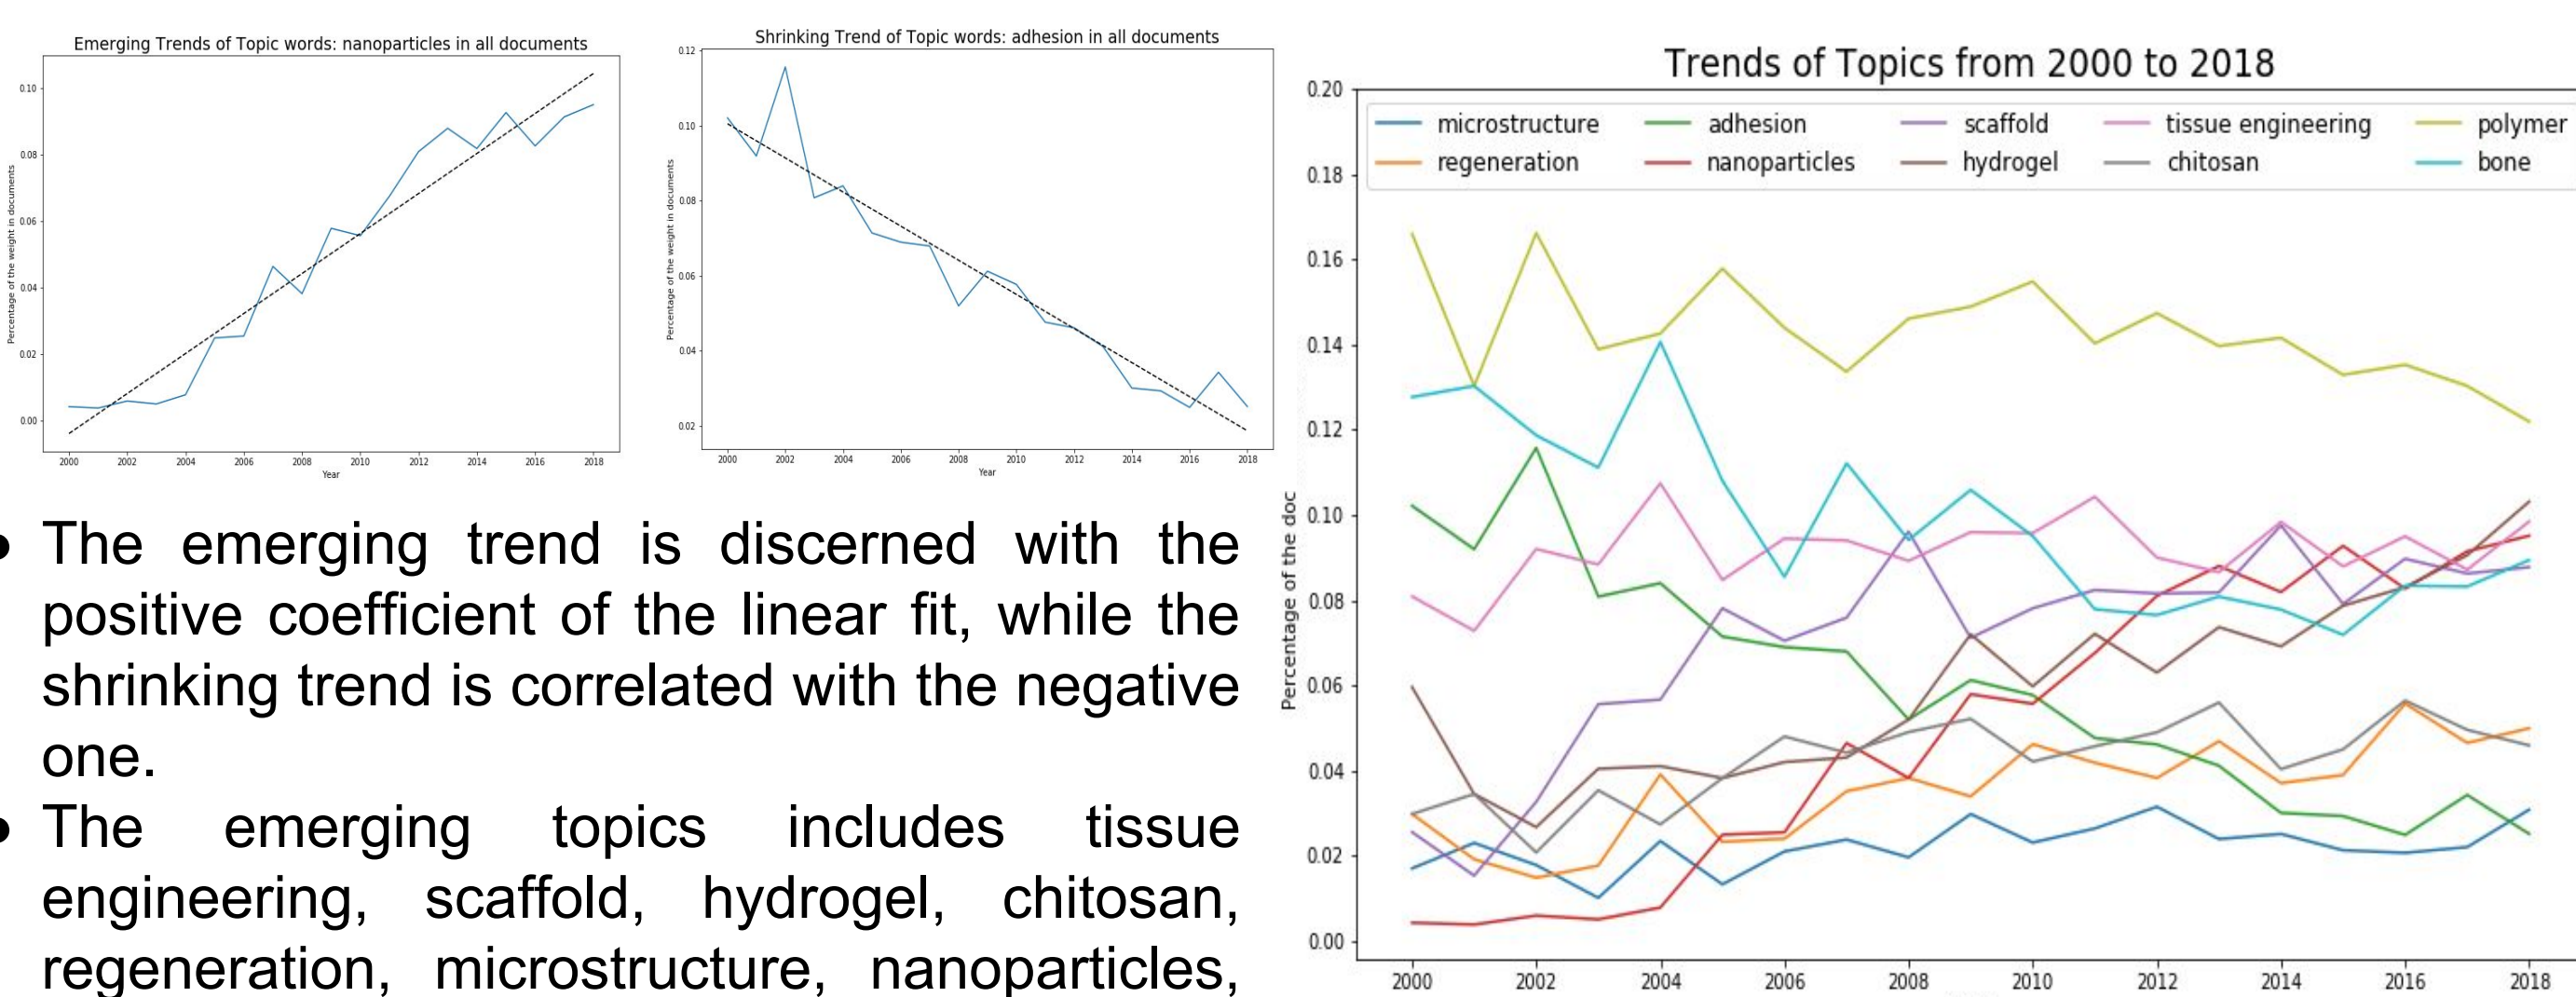 Emerging Trends of Topic words: nanoparticles in all documents
Percentage of the weight in documents
0.10
0.08
0.06
0.04
0.02
0.00
2000 2002 2004 2006 2008 2010 2012 2014 2016 2018
Year
Shrinking Trend of Topic words: adhesion in all documents
Percentage of the weight in documents
0.12
0.10
0.08
0.06
0.04
0.02
2000 2002 2004 2006 2008 2010 2012 2014 2016 2018
Year
• The emerging trend is discerned with the
positive coefficient of the linear fit, while the
shrinking trend is correlated with the negative
one.
• The emerging topics includes tissue
engineering, scaffold, hydrogel, chitosan,
regeneration, microstructure, nanoparticles,
Trends of Topics from 2000 to 2018
microstructure adhesion scaffold tissue engineering polymer
regeneration nanoparticles hydrogel chitosan bone
Percentage of the doc
0.20
0.18
0.16
0.14
0.12
0.10
0.08
0.06
0.04
0.02
0.00
2000 2002 2004 2006 2008 2010 2012 2014 2016 2018